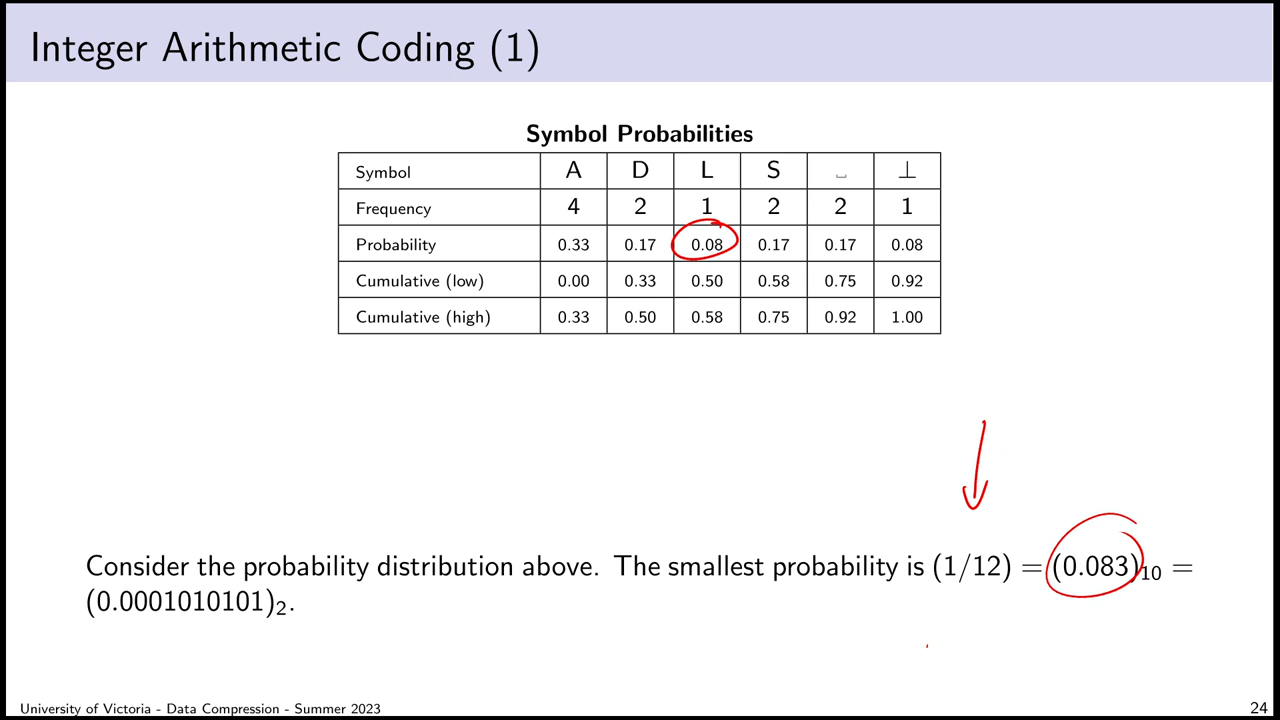 Integer Arithmetic Coding (1)
Symbol Probabilities
Symbol A D L S ␣ ⊥
Frequency 4 2 1 2 2 1
Probability 0.33 0.17 0.08 0.17 0.17 0.08
Cumulative (low) 0.00 0.33 0.50 0.58 0.75 0.92
Cumulative (high) 0.33 0.50 0.58 0.75 0.92 1.00
Consider the probability distribution above. The smallest probability is (1/12) = (0.083)₁₀ =
(0.0001010101)₂.
University of Victoria - Data Compression - Summer 2023 24